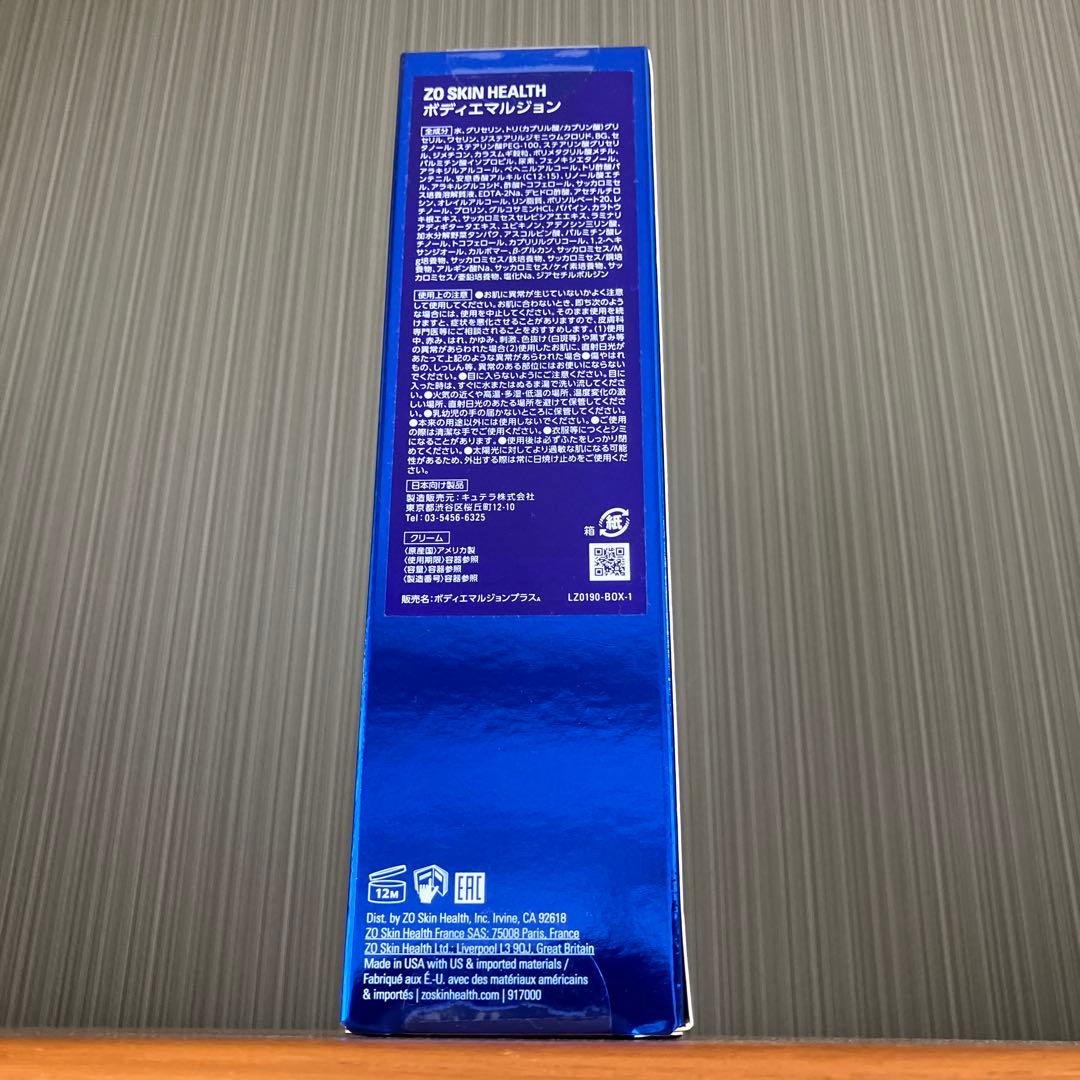 ZO SKIN HEALTH
ボディエマルジョン
全成分 水、グリセリン、トリ(カプリル酸/カプリン酸)グリ
セリル、ワセリン、ジステアリルジモニウムクロリド、BG、セ
タノール、ステアリン酸PEG-100、ステアリン酸グリセリ
ル、ジメチコン、カラスムギ穀粒、ポリメタクリル酸メチル、
パルミチン酸イソプロピル、尿素、フェノキシエタノール、
アラキジルアルコール、ベヘニルアルコール、トリ酢酸パ
ンテニル、安息香酸アルキル(C12-15)、リノール酸エチ
ル、アラキルグルコシド、酢酸トコフェロール、サッカロミセ
ス培養溶解質液、EDTA-2Na、デヒドロ酢酸、アセチルチロ
シン、オレイルアルコール、リン脂質、ポリソルベート20、レ
チノール、プロリン、グルコサミンHCl、パパイン、カラトウ
キ根エキス、サッカロミセスセレビシアエエキス、ラミナリ
アディギタータエキス、ユビキノン、アデノシン三リン酸、
加水分解野菜タンパク、アスコルビン酸、パルミチン酸レ
チノール、トコフェロール、カプリリルグリコール、1,2-ヘキ
サンジオール、カルボマー、β-グルカン、サッカロミセス/M
g培養物、サッカロミセス/鉄培養物、サッカロミセス/銅培
養物、アルギン酸Na、サッカロミセス/ケイ素培養物、サッ
カロミセス/亜鉛培養物、塩化Na、ジアセチルボルジン
使用上の注意 ●お肌に異常が生じていないかよく注意
して使用してください。お肌に合わないとき、即ち次のよう
な場合には、使用を中止してください。そのまま使用を続
けますと、症状を悪化させることがありますので、皮膚科
専門医等にご相談されることをおすすめします。(1)使用
中、赤み、はれ、かゆみ、刺激、色抜け(白斑等)や黒ずみ等
の異常があらわれた場合(2)使用したお肌に、直射日光が
あたって上記のような異常があらわれた場合●傷やはれ
もの、しっしん等、異常のある部位にはお使いにならない
でください。●目に入らないようにご注意ください。目に
入った時は、すぐに水またはぬるま湯で洗い流してくださ
い。●火気の近くや高温・多湿・低温の場所、温度変化の激
しい場所、直射日光のあたる場所を避けて保管してくださ
い。●乳幼児の手の届かないところに保管してください。
●本来の用途以外には使用しないでください。●ご使用
の際は清潔な手でご使用ください。●衣服等につくとシミ
になることがあります。●使用後は必ずふたをしっかり閉
めてください。●太陽光に対してより過敏な肌になる可能
性があるため、外出する際は常に日焼け止めをご使用くだ
さい。
日本向け製品
製造販売元：キュテラ株式会社
東京都渋谷区桜丘町12-10
Tel：03-5456-6325
箱 紙
クリーム
〈原産国〉アメリカ製
〈使用期限〉容器参照
〈容量〉容器参照
〈製造番号〉容器参照
販売名：ボディエマルジョンプラスA LZ0190-BOX-1
12M EAC
Dist. by ZO Skin Health, Inc. Irvine, CA 92618
ZO Skin Health France SAS: 75008 Paris, France
ZO Skin Health Ltd.: Liverpool L3 9QJ, Great Britain
Made in USA with US & imported materials /
Fabriqué aux É.-U. avec des matériaux américains
& importés | zoskinhealth.com | 917000